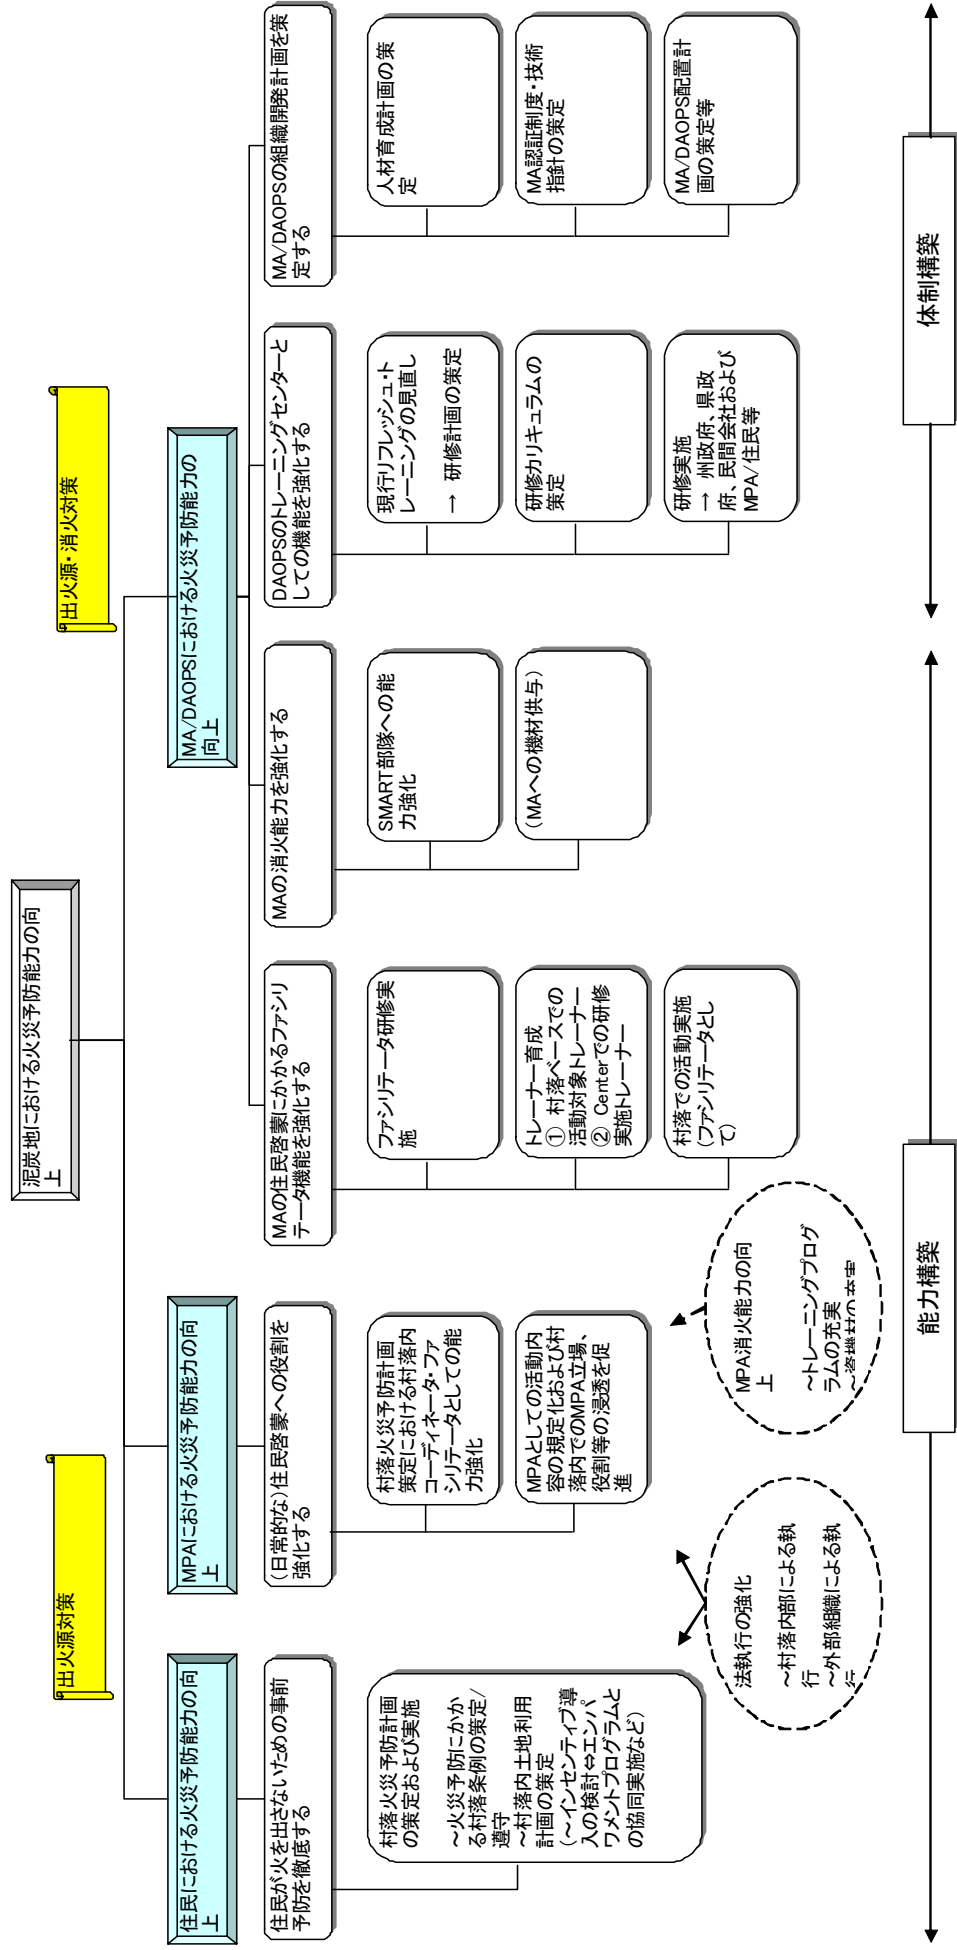 泥炭地における火災予防能力の向
上
出火源対策
出火源・消火対策
住民における火災予防能力の向
上
MPAにおける火災予防能力の向
上
MA/DAOPSにおける火災予防能力の
向上
住民が火を出さないための事前
予防を徹底する
(日常的な)住民啓蒙への役割を
強化する
MAの住民啓蒙にかかるファシリ
テータ機能を強化する
MAの消火能力を強化する
DAOPSのトレーニングセンターと
しての機能を強化する
MA/DAOPSの組織開発計画を策
定する
村落火災予防計画
の策定および実施
～火災予防にかか
る村落条例の策定/
遵守
～村落内土地利用
計画の策定
(～インセンティブ導
入の検討⇔エンパ
ワメントプログラムと
の協同実施など)
村落火災予防計画
策定における村落内
コーディネータ・ファ
シリテータとしての能
力強化
MPAとしての活動内
容の規定化および村
落内でのMPA立場、
役割等の浸透を促
進
ファシリテータ研修実
施
トレーナー育成
① 村落ベースでの
活動対象トレーナー
② Centerでの研修
実施トレーナー
村落での活動実施
(ファシリテータとし
て)
SMART部隊への能
力強化
(MAへの機材供与)
現行リフレッシュ・ト
レーニングの見直し
→ 研修計画の策定
研修カリキュラムの
策定
研修実施
→ 州政府、県政
府、民間会社および
MPA/住民等
人材育成計画の策
定
MA認証制度・技術
指針の策定
MA/DAOPS配置計
画の策定等
法執行の強化
～村落内部による執
行
～外部組織による執
行
MPA消火能力の向
上
～トレーニングプログ
ラムの充実
～資機材の充実
能力構築
体制構築